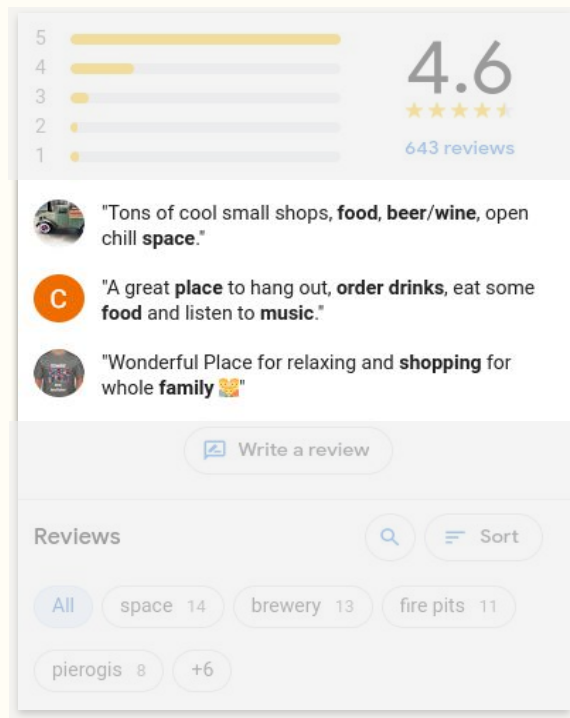 5
4
3
2
1
4.6
643 reviews
"Tons of cool small shops, food, beer/wine, open
chill space."
C
"A great place to hang out, order drinks, eat some
food and listen to music."
"Wonderful Place for relaxing and shopping for
whole family 👨‍👩‍👧"
Write a review
Reviews
Sort
All
space 14
brewery 13
fire pits 11
pierogis 8
+6